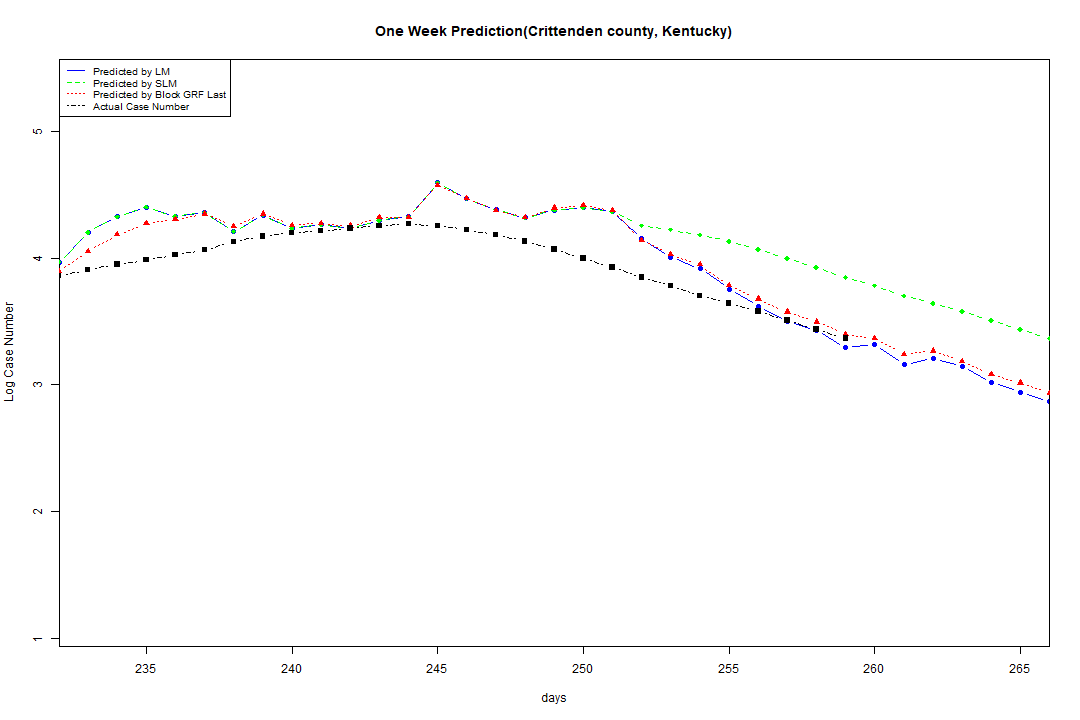 One Week Prediction(Crittenden county, Kentucky)
Predicted by LM
Predicted by SLM
Predicted by Block GRF Last
Actual Case Number
5
4
3
2
1
Log Case Number
235 240 245 250 255 260 265
days